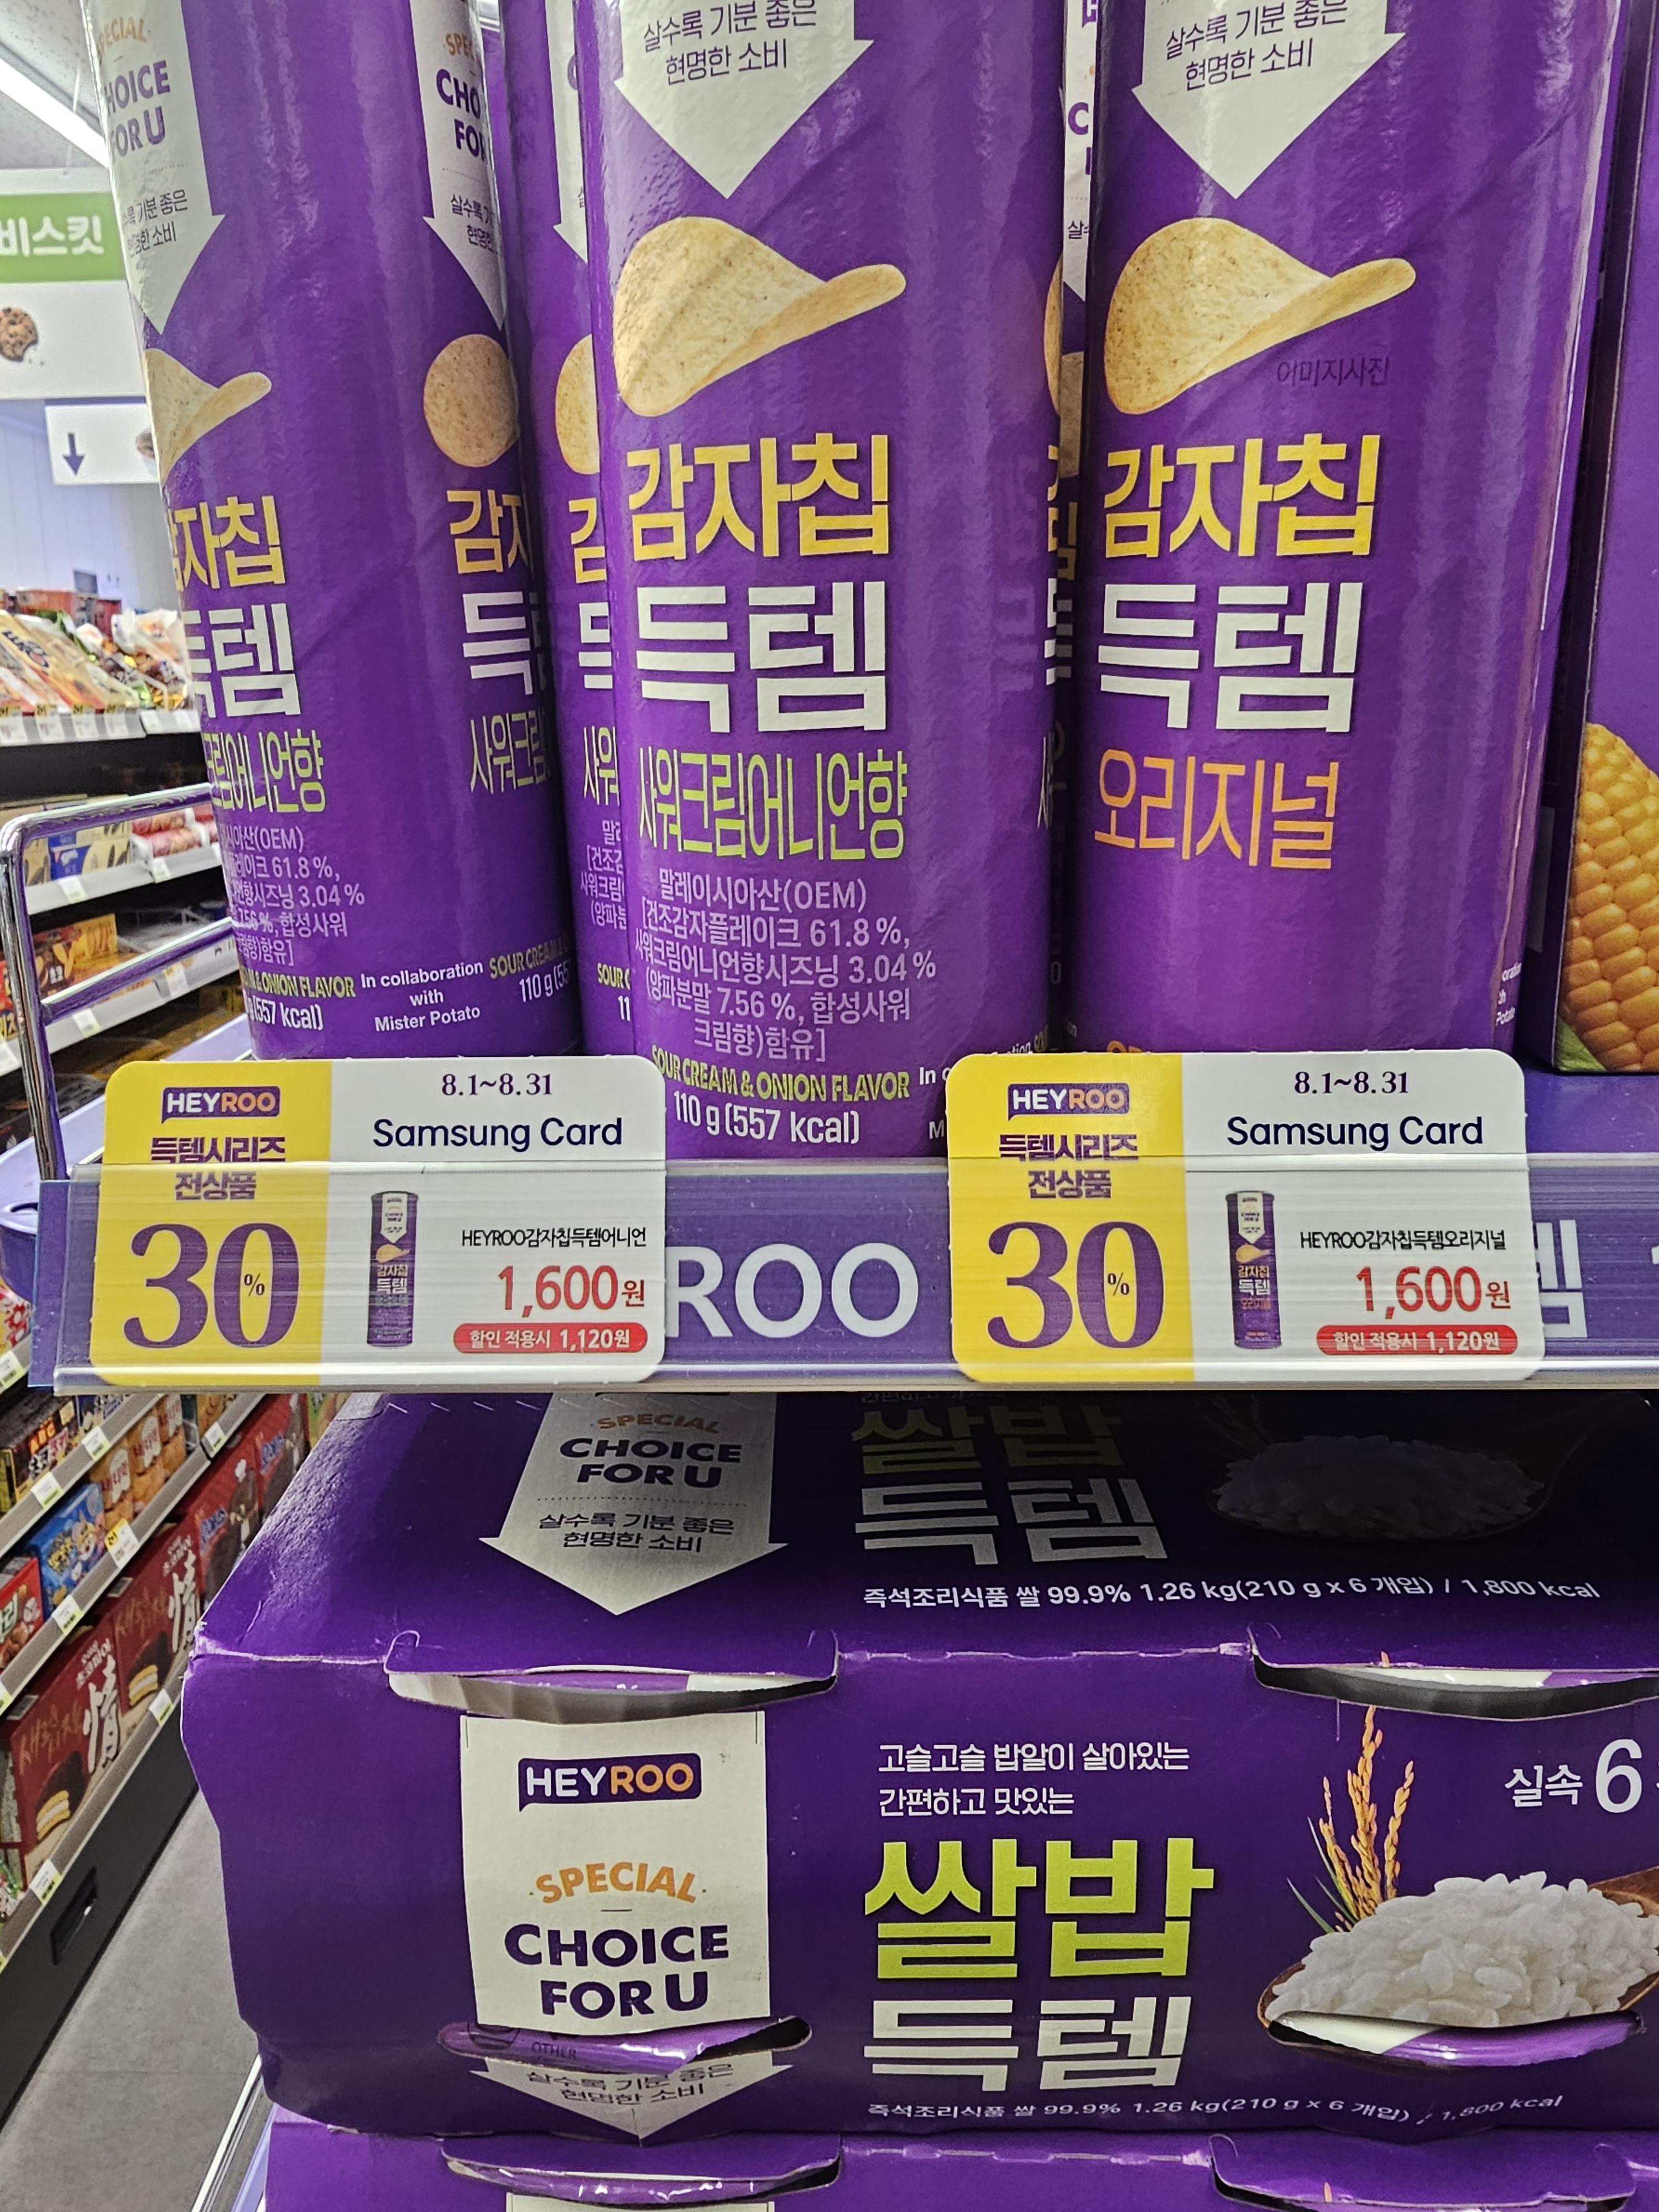 비스킷
CHOICE
FOR U
살수록 기분 좋은
현명한 소비
살수록 기분 좋은
현명한 소비
이미지사진
감자칩
득템
사워크림어니언향
말레이시아산(OEM)
[건조감자플레이크 61.8 %,
사워크림어니언향시즈닝 3.04 %
(양파분말 7.56 %, 합성사워
크림향)함유]
SOUR CREAM & ONION FLAVOR
110 g (557 kcal)
감자칩
득템
오리지널
In collaboration
with
Mister Potato
HEYROO
득템시리즈
전상품
30%
8.1~8.31
Samsung Card
HEYROO감자칩득템어니언
1,600원
할인 적용시 1,120원
ROO
HEYROO
득템시리즈
전상품
30%
8.1~8.31
Samsung Card
HEYROO감자칩득템오리지널
1,600원
할인 적용시 1,120원
SPECIAL
CHOICE
FOR U
살수록 기분 좋은
현명한 소비
쌀밥
득템
즉석조리식품 쌀 99.9% 1.26 kg(210 g x 6 개입) / 1,800 kcal
HEYROO
SPECIAL
CHOICE
FOR U
OTHER
살수록 기분 좋은
현명한 소비
고슬고슬 밥알이 살아있는
간편하고 맛있는
쌀밥
득템
실속 6
즉석조리식품 쌀 99.9% 1.26 kg(210 g x 6 개입) / 1,800 kcal